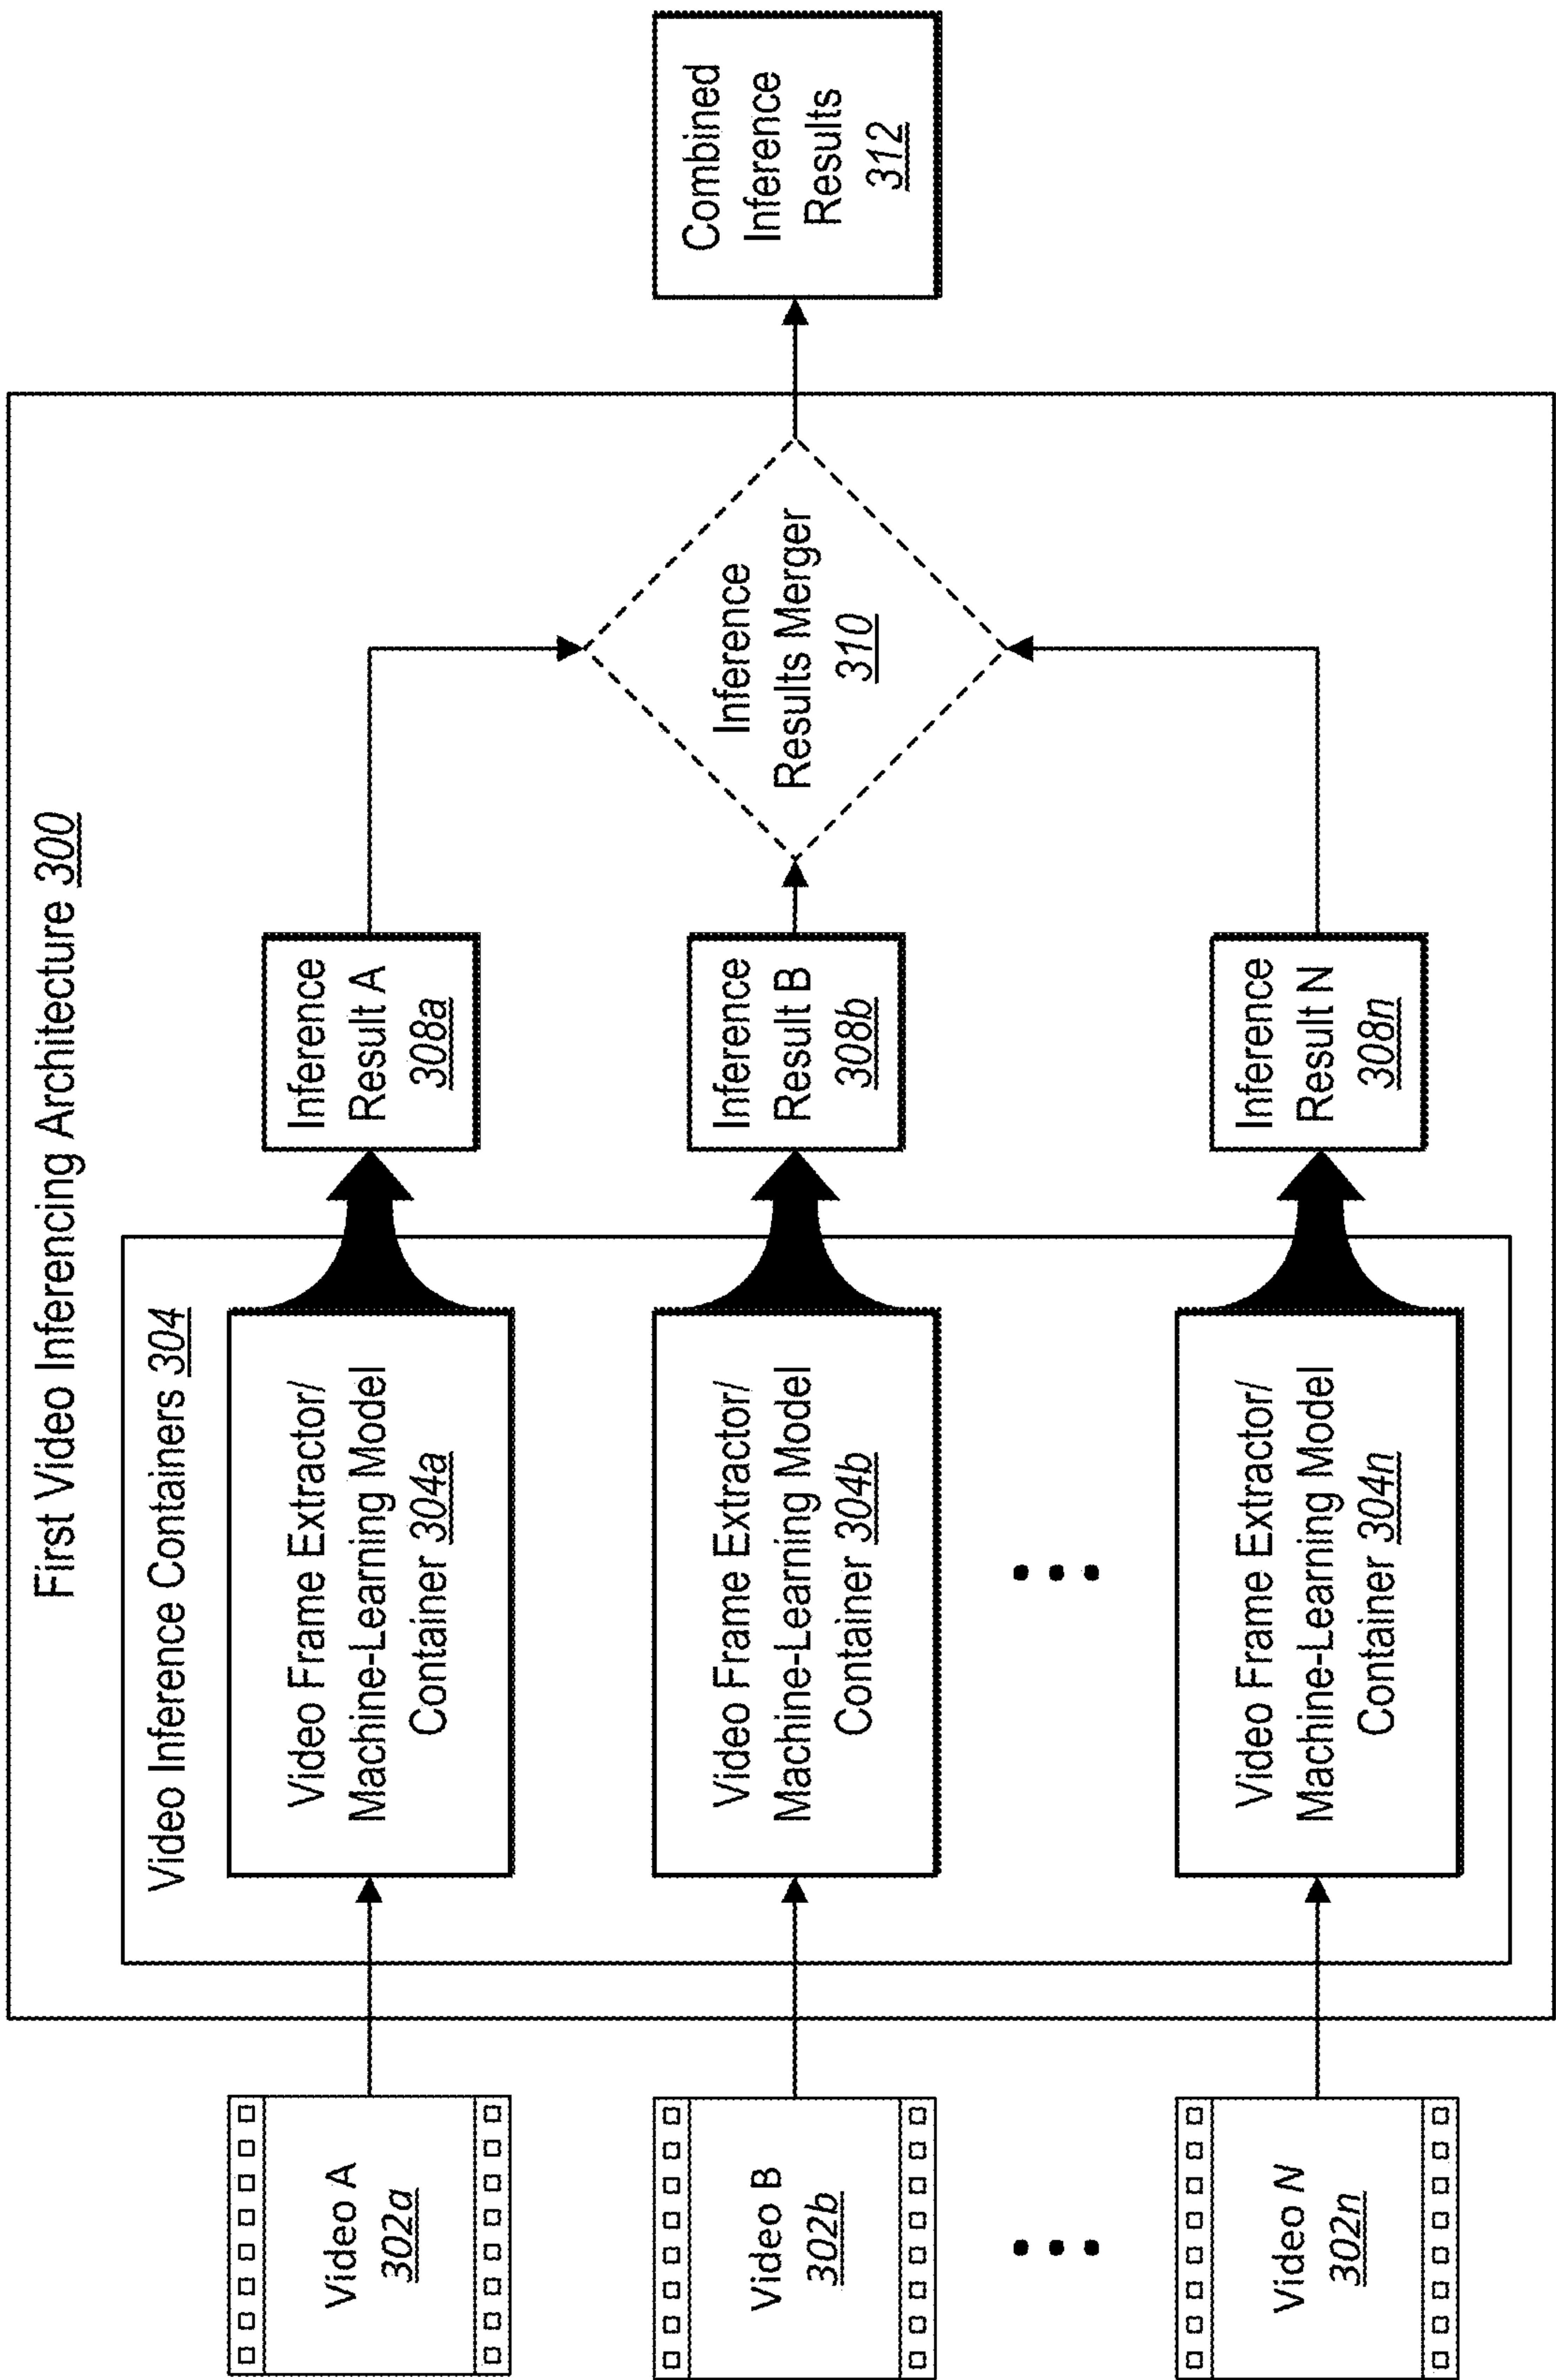 First Video Inferencing Architecture 300
Video Inference Containers 304
Video A
302a
Video Frame Extractor/
Machine-Learning Model
Container 304a
Inference
Result A
308a
Video B
302b
Video Frame Extractor/
Machine-Learning Model
Container 304b
Inference
Result B
308b
Inference
Results Merger
310
Combined
Inference
Results
312
Video N
302n
Video Frame Extractor/
Machine-Learning Model
Container 304n
Inference
Result N
308n